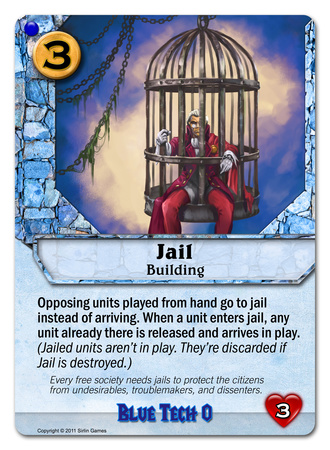 3
Jail
Building
Opposing units played from hand go to jail
instead of arriving. When a unit enters jail, any
unit already there is released and arrives in play.
(Jailed units aren't in play. They're discarded if
Jail is destroyed.)
Every free society needs jails to protect the citizens
from undesirables, troublemakers, and dissenters.
Blue Tech 0
3
Copyright © 2011 Sirlin Games